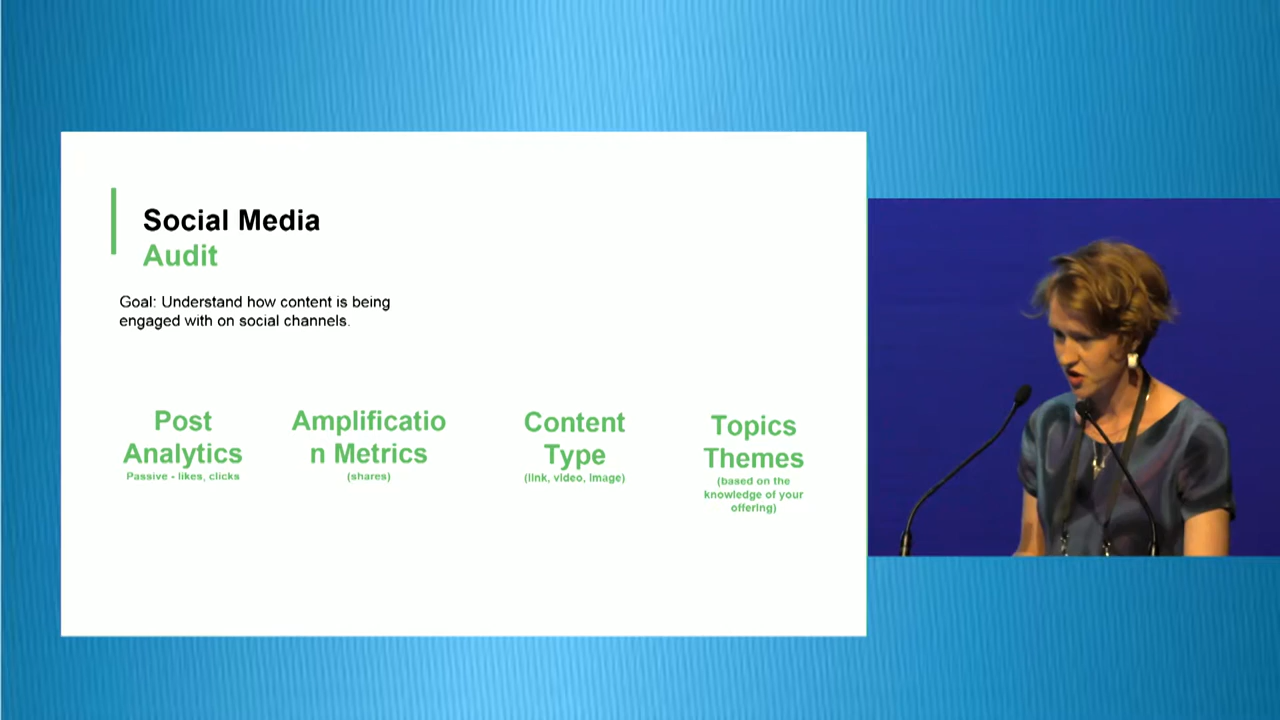 Social Media
Audit
Goal: Understand how content is being
engaged with on social channels.
Post
Analytics
Passive - likes, clicks
Amplificatio
n Metrics
(shares)
Content
Type
(link, video, image)
Topics
Themes
(based on the
knowledge of your
offering)